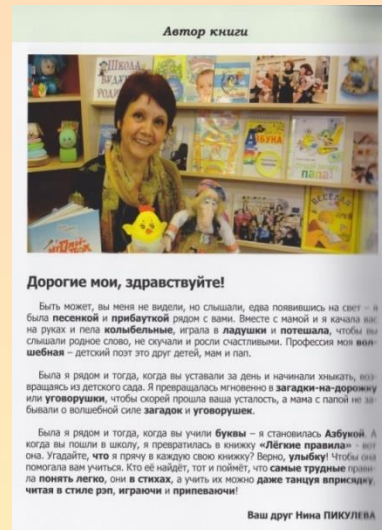 Автор книги
ШКОЛА
БУДУ
РОДИ
АЗБУКА
папа!
ВЕСЕЛАЯ
Дорогие мои, здравствуйте!
Быть может, вы меня не видели, но слышали, едва появившись на свет – я
была песенкой и прибауткой рядом с вами. Вместе с мамой и я качала вас
на руках и пела колыбельные, играла в ладушки и потешала, чтобы вы
слышали родное слово, не скучали и росли счастливыми. Профессия моя вол-
шебная – детский поэт это друг детей, мам и пап.
Была я рядом и тогда, когда вы уставали за день и начинали хныкать, воз-
вращаясь из детского сада. Я превращалась мгновенно в загадки-на-дорожку
или уговорушки, чтобы скорей прошла ваша усталость, а мама с папой не за-
бывали о волшебной силе загадок и уговорушек.
Была я рядом и тогда, когда вы учили буквы – я становилась Азбукой. А
когда вы пошли в школу, я превратилась в книжку «Лёгкие правила» - вот
она. Угадайте, что я прячу в каждую свою книжку? Верно, улыбку! Чтобы она
помогала вам учиться. Кто её найдёт, тот и поймёт, что самые трудные прави-
ла понять легко, они в стихах, а учить их можно даже танцуя вприсядку,
читая в стиле рэп, играючи и припеваючи!
Ваш друг Нина ПИКУЛЕВА